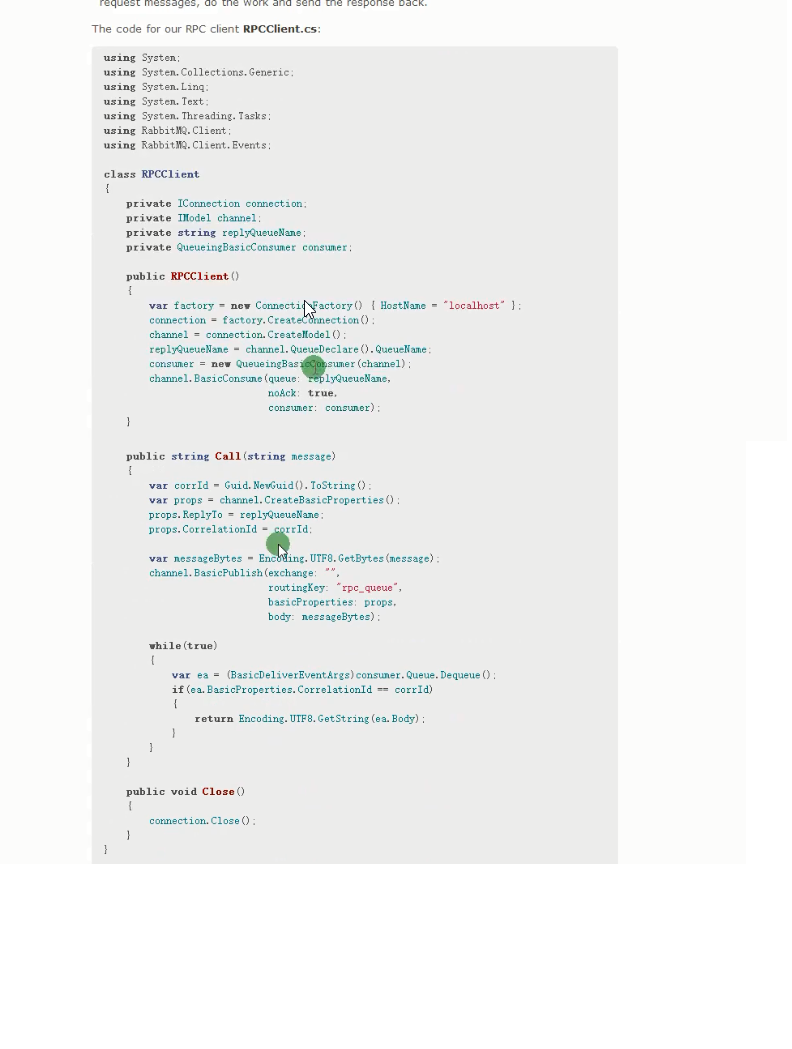 request messages, do the work and send the response back.
The code for our RPC client RPCClient.cs:
using System;
using System.Collections.Generic;
using System.Linq;
using System.Text;
using System.Threading.Tasks;
using RabbitMQ.Client;
using RabbitMQ.Client.Events;
class RPCClient
{
private IConnection connection;
private IModel channel;
private string replyQueueName;
private QueueingBasicConsumer consumer;
public RPCClient()
{
var factory = new ConnectionFactory() { HostName = "localhost" };
connection = factory.CreateConnection();
channel = connection.CreateModel();
replyQueueName = channel.QueueDeclare().QueueName;
consumer = new QueueingBasicConsumer(channel);
channel.BasicConsume(queue: replyQueueName,
noAck: true,
consumer: consumer);
}
public string Call(string message)
{
var corrId = Guid.NewGuid().ToString();
var props = channel.CreateBasicProperties();
props.ReplyTo = replyQueueName;
props.CorrelationId = corrId;
var messageBytes = Encoding.UTF8.GetBytes(message);
channel.BasicPublish(exchange: "",
routingKey: "rpc_queue",
basicProperties: props,
body: messageBytes);
while(true)
{
var ea = (BasicDeliverEventArgs)consumer.Queue.Dequeue();
if(ea.BasicProperties.CorrelationId == corrId)
{
return Encoding.UTF8.GetString(ea.Body);
}
}
}
public void Close()
{
connection.Close();
}
}